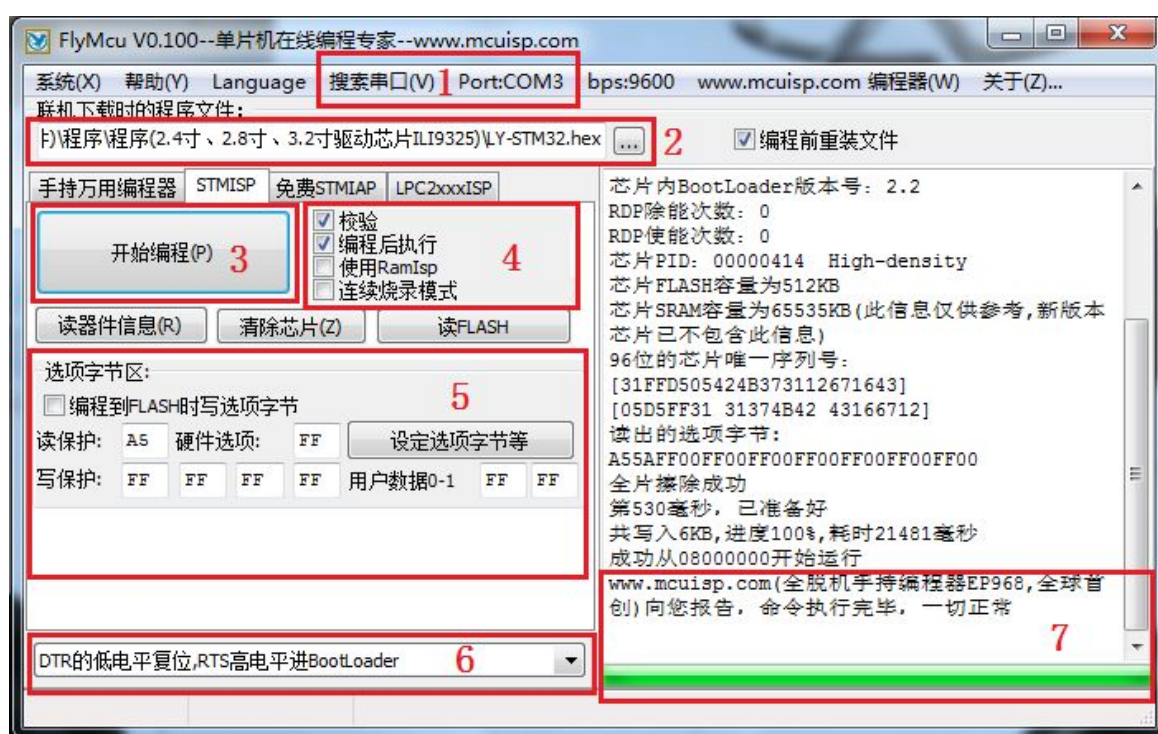 FlyMcu V0.100--单片机在线编程专家--www.mcuisp.com
系统(X) 帮助(Y) Language 搜索串口(V) 1 Port:COM3 bps:9600 www.mcuisp.com 编程器(W) 关于(Z)...
联机下载时的程序文件:
\程序\程序(2.4寸、2.8寸、3.2寸驱动芯片ILI9325)\LY-STM32.hex ... 2 编程前重装文件
手持万用编程器 STMISP 免费STMIAP LPC2xxxISP
开始编程(P) 3
校验
编程后执行
使用RamIsp
连续烧录模式
4
读器件信息(R) 清除芯片(Z) 读FLASH
选项字节区:
编程到FLASH时写选项字节
5
读保护: A5 硬件选项: FF 设定选项字节等
写保护: FF FF FF FF 用户数据0-1 FF FF
DTR的低电平复位,RTS高电平进BootLoader 6
芯片内BootLoader版本号: 2.2
RDP除能次数: 0
RDP使能次数: 0
芯片PID: 00000414 High-density
芯片FLASH容量为512KB
芯片SRAM容量为65535KB(此信息仅供参考,新版本
芯片已不包含此信息)
96位的芯片唯一序列号:
[31FFD505424B373112671643]
[05D5FF31 31374B42 43166712]
读出的选项字节:
A55AFF00FF00FF00FF00FF00FF00FF00
全片擦除成功
第530毫秒, 已准备好
共写入6KB,进度100%,耗时21481毫秒
成功从08000000开始运行
www.mcuisp.com(全脱机手持编程器EP968,全球首
创)向您报告, 命令执行完毕, 一切正常
7